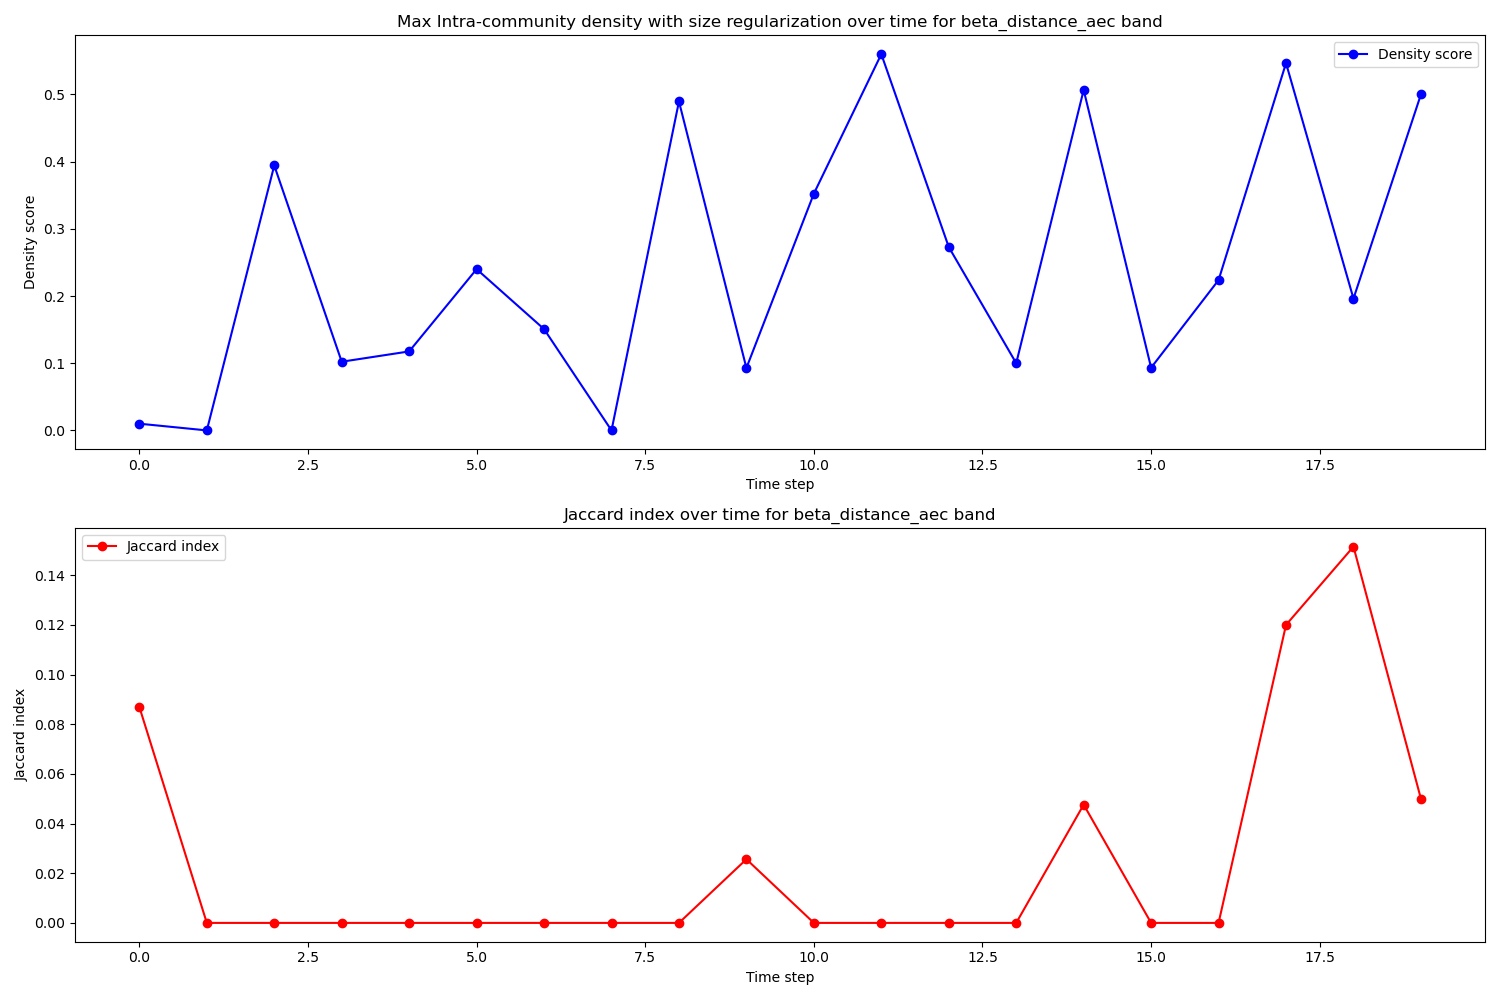 Max Intra-community density with size regularization over time for beta_distance_aec band
Density score
Density score
0.5
0.4
0.3
0.2
0.1
0.0
0.0 2.5 5.0 7.5 10.0 12.5 15.0 17.5
Time step
Jaccard index over time for beta_distance_aec band
Jaccard index
Jaccard index
0.14
0.12
0.10
0.08
0.06
0.04
0.02
0.00
0.0 2.5 5.0 7.5 10.0 12.5 15.0 17.5
Time step